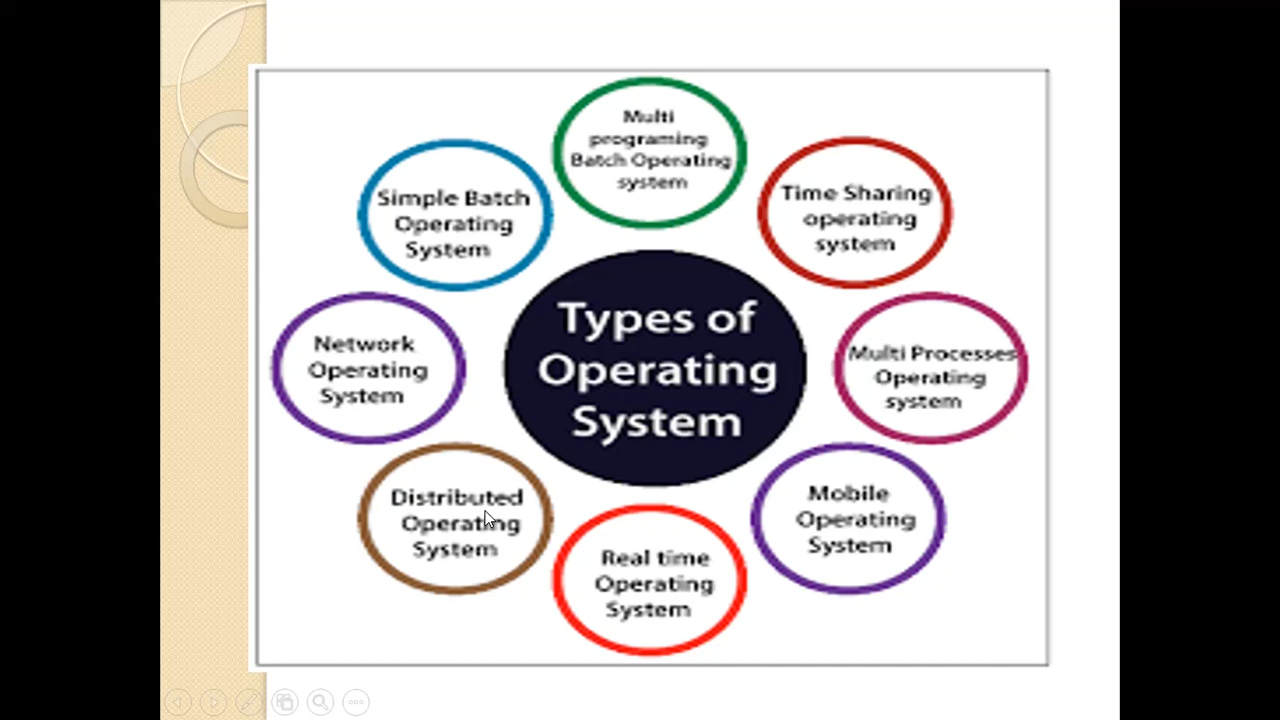 Multi
programing
Batch Operating
system
Simple Batch
Operating
System
Time Sharing
operating
system
Types of
Operating
System
Network
Operating
System
Multi Processes
Operating
system
Distributed
Operating
System
Mobile
Operating
System
Real time
Operating
System